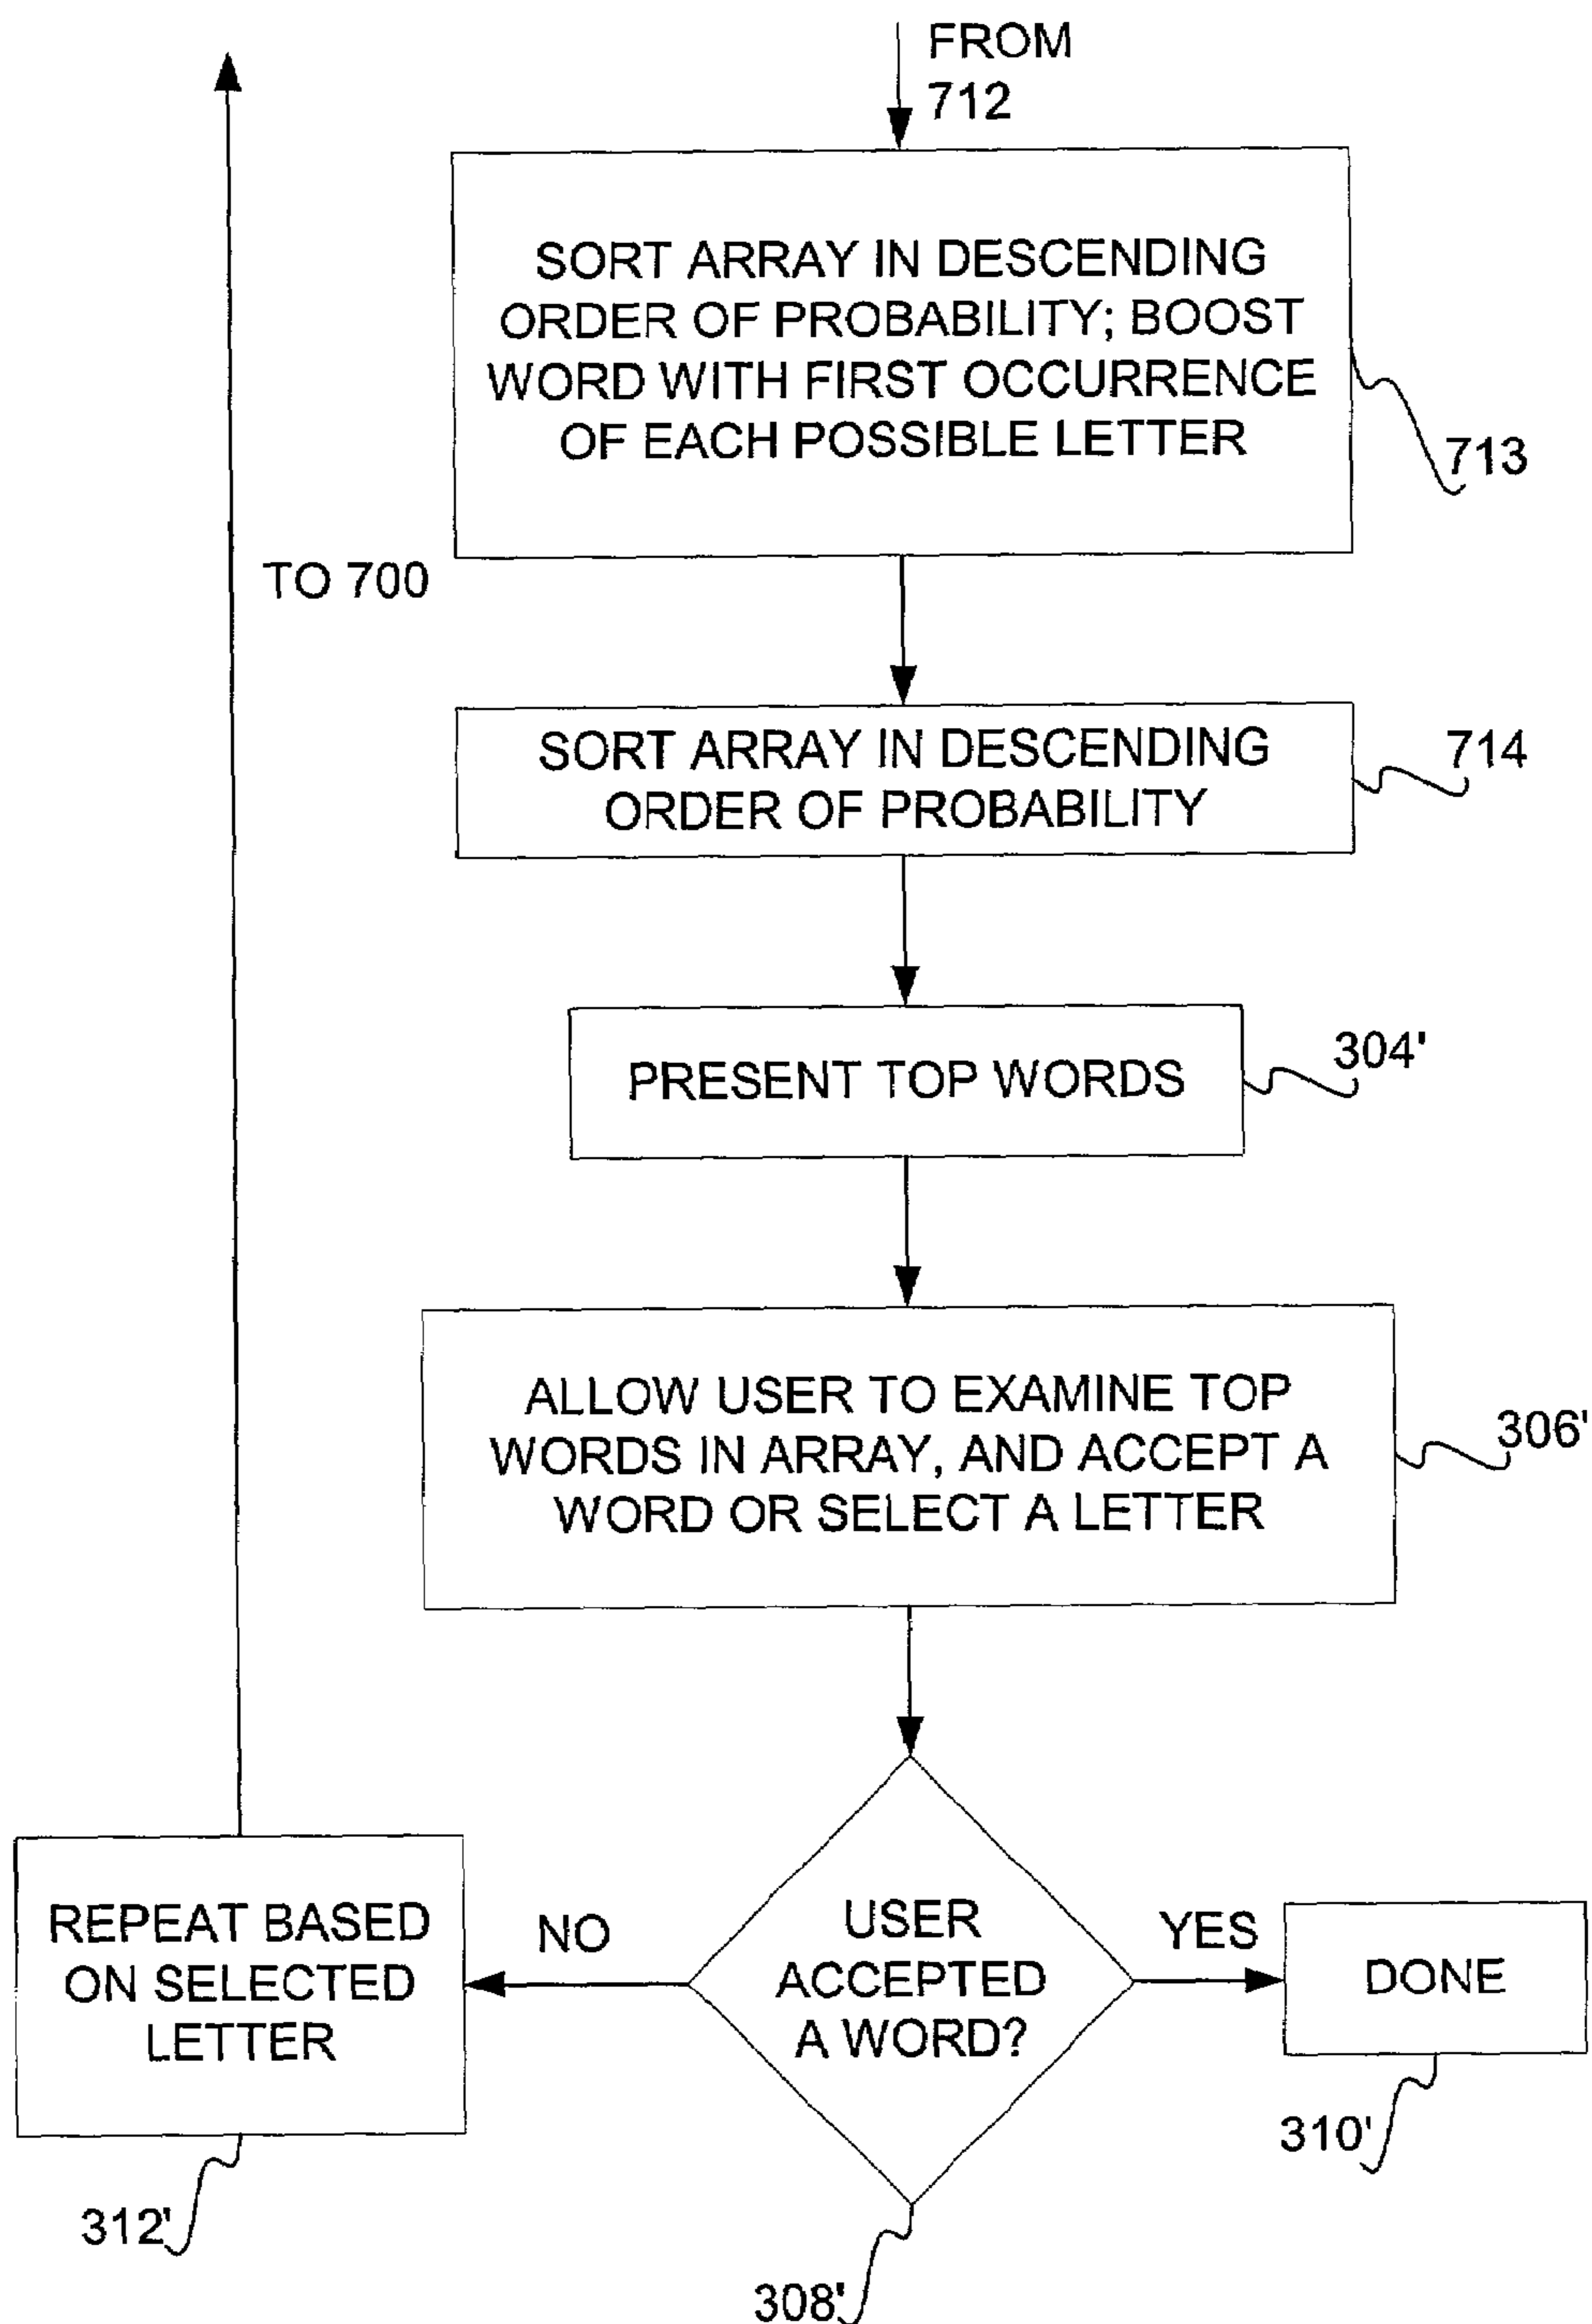 FROM
712
SORT ARRAY IN DESCENDING
ORDER OF PROBABILITY; BOOST
WORD WITH FIRST OCCURRENCE
OF EACH POSSIBLE LETTER
713
TO 700
SORT ARRAY IN DESCENDING
ORDER OF PROBABILITY
714
PRESENT TOP WORDS
304'
ALLOW USER TO EXAMINE TOP
WORDS IN ARRAY, AND ACCEPT A
WORD OR SELECT A LETTER
306'
USER
ACCEPTED
A WORD?
308'
YES
DONE
310'
NO
REPEAT BASED
ON SELECTED
LETTER
312'